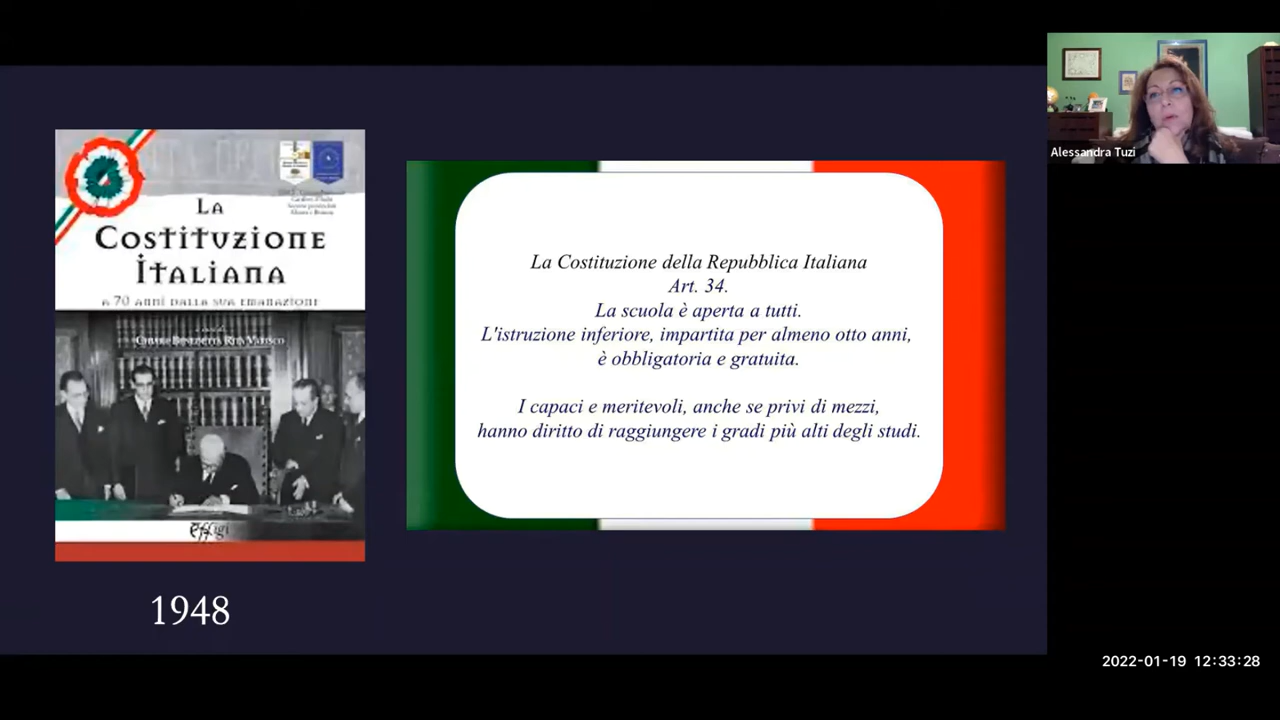 La
Costituzione
Italiana
a 70 anni dalla sua emanazione
a cura di
Effigi
1948
La Costituzione della Repubblica Italiana
Art. 34.
La scuola è aperta a tutti.
L'istruzione inferiore, impartita per almeno otto anni,
è obbligatoria e gratuita.
I capaci e meritevoli, anche se privi di mezzi,
hanno diritto di raggiungere i gradi più alti degli studi.
Alessandra Tuzi
2022-01-19 12:33:28